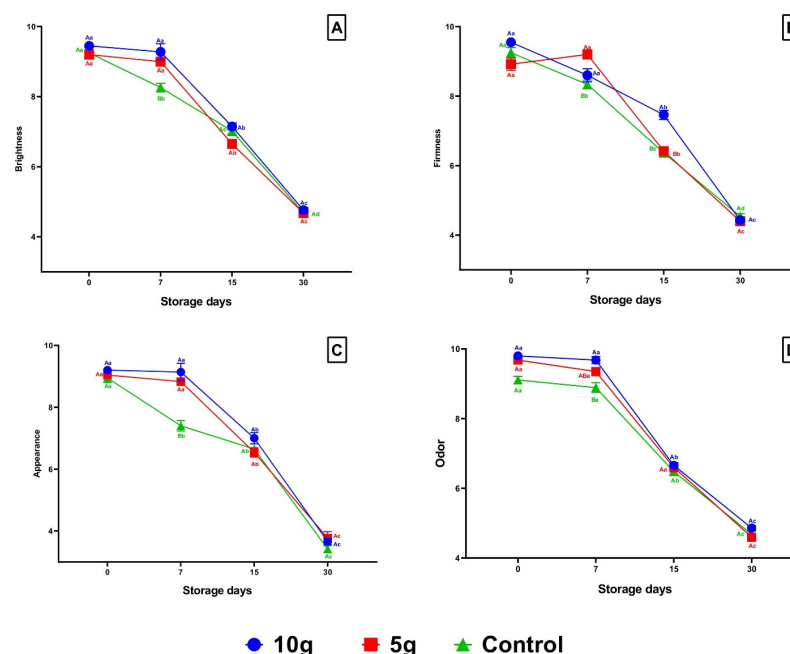 A
10
Aa
Aa
Aa
Aa
Aa
8
Bb
Ab
Ab
Brightness
6
Ac
Ad
Ac
4
0 7 15 30
Storage days
10
Aa
Aa
Aa
Aa
Aa
8
Bb
Ab
Bc
Bb
Firmness
6
Ad
Ac
Ac
4
2
0 7 15 30
Storage days
C
10
Aa
Aa
Aa
Aa
Aa
8
Bb
Ab
Ab
Ab
Appearance
6
4
Ac
Ac
Ac
0 7 15 30
Storage days
10
Aa
Aa
Aa
ABa
Aa
Ba
8
Ab
Aa
Ab
Odor
6
Ac
Ac
Ac
4
0 7 15 30
Storage days
10g 5g Control